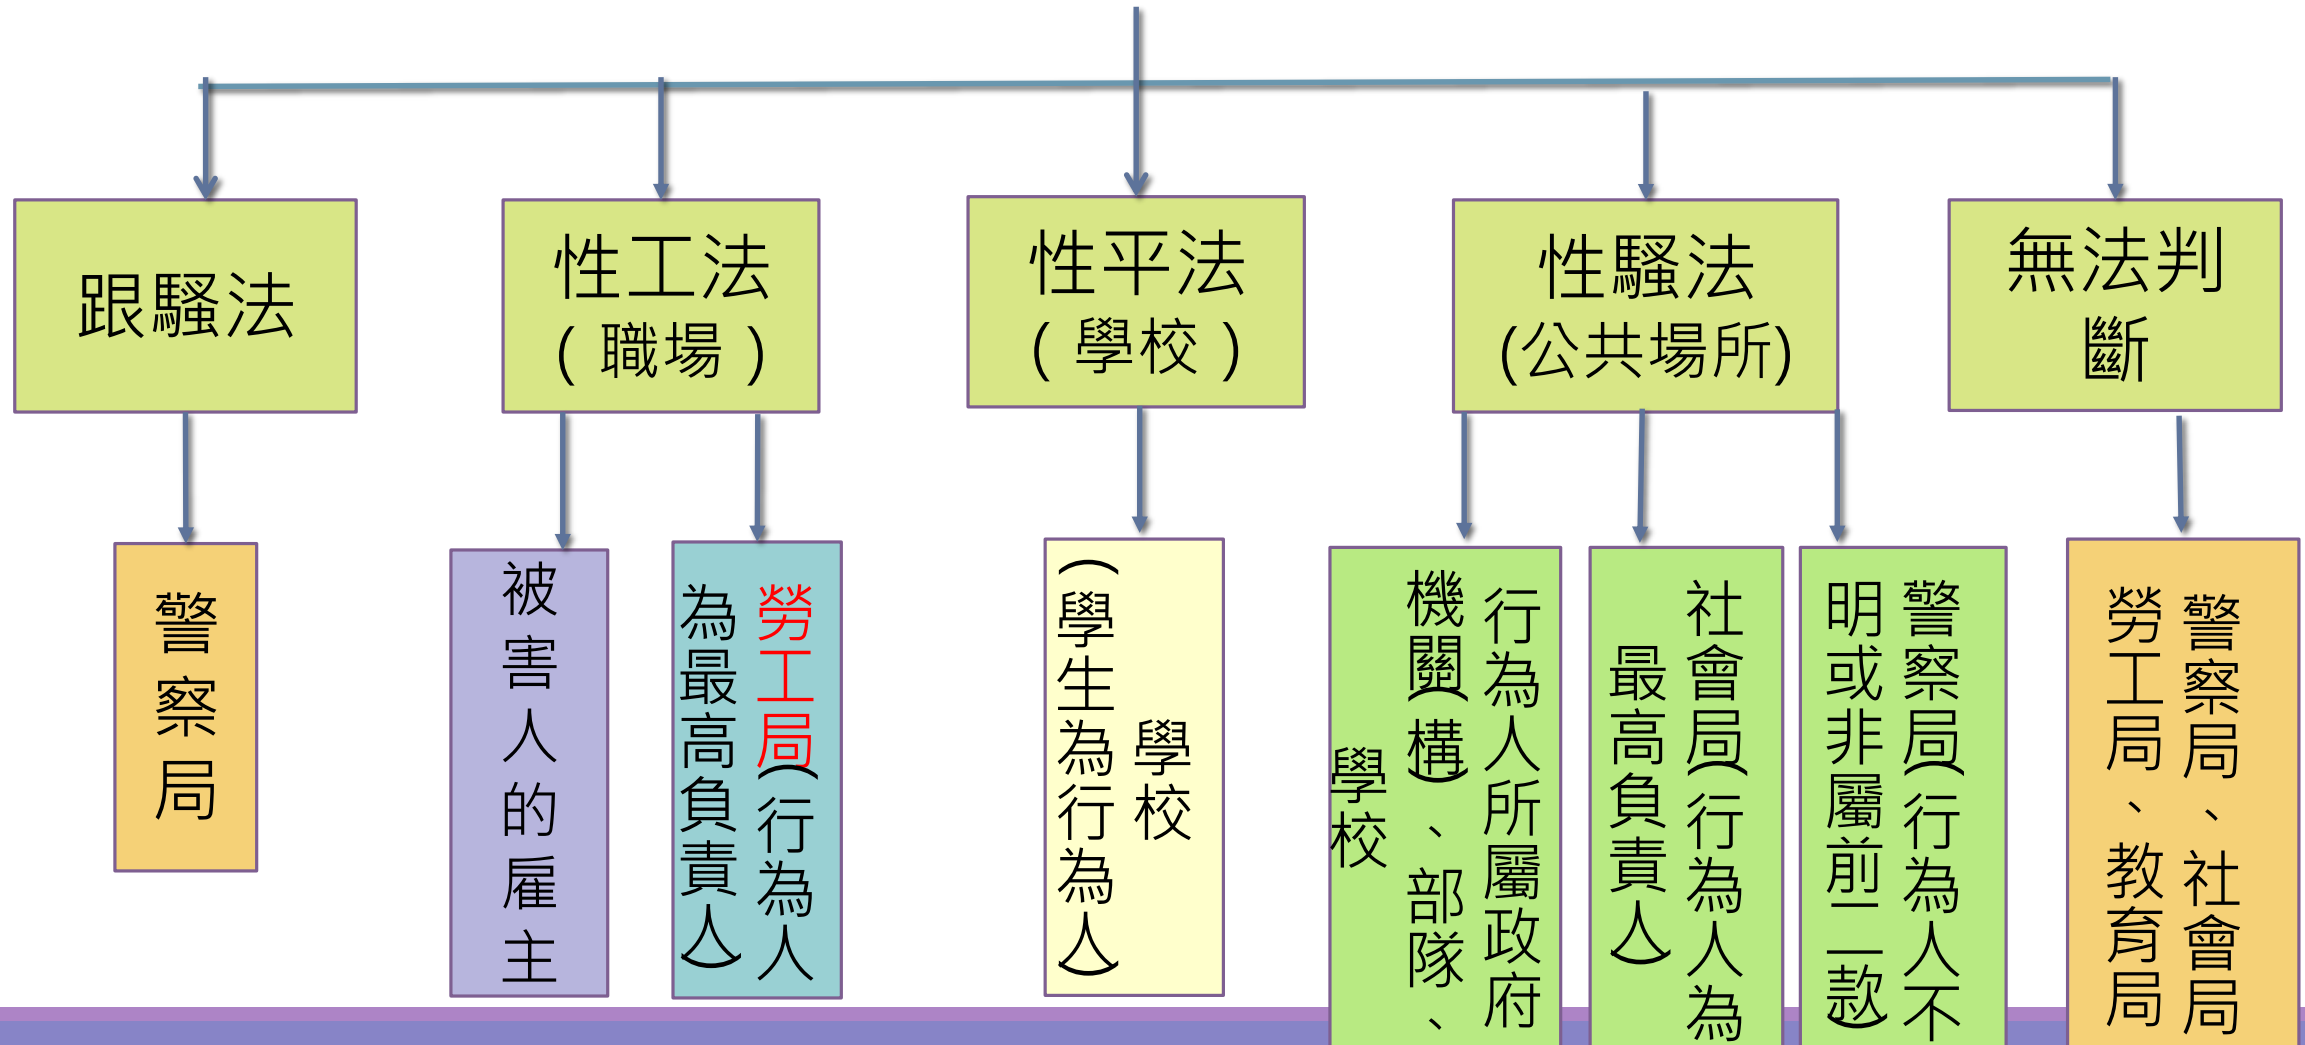 跟騷法
性工法
( 職場 )
性平法
( 學校 )
性騷法
(公共場所)
無法判
斷
警察局
被害人的雇主
勞工局(行為人
為最高負責人)
學校
(學生為行為人)
行為人所屬政府
機關(構)、部隊、
學校
社會局(行為人為
最高負責人)
警察局(行為人不
明或非屬前二款)
警察局、社會局
勞工局、教育局